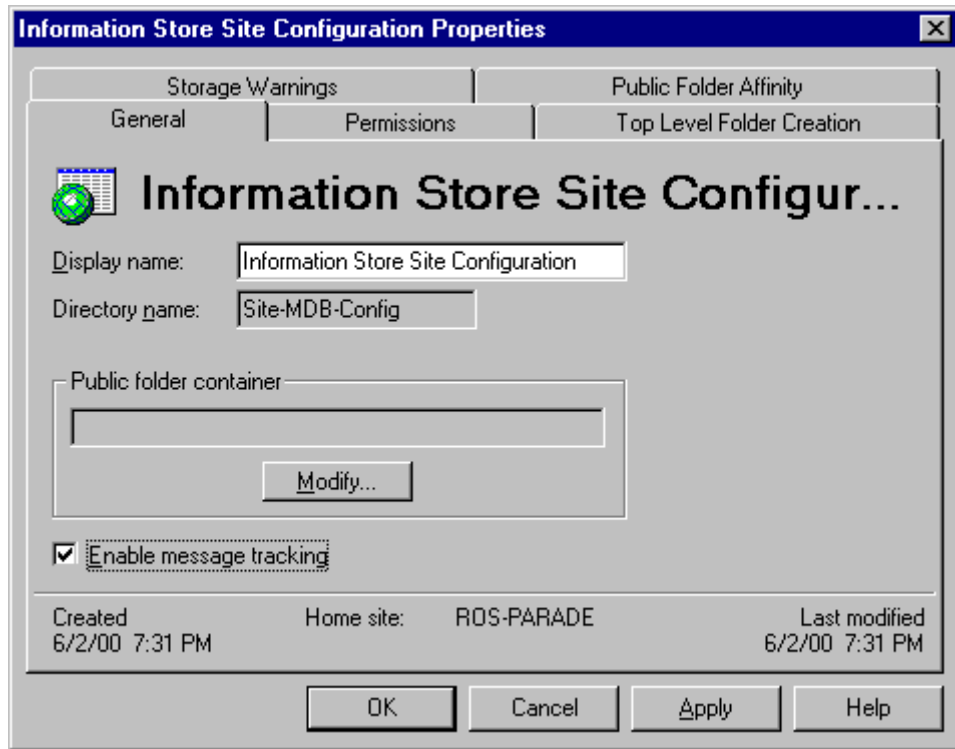 Information Store Site Configuration Properties
Storage Warnings
Public Folder Affinity
General
Permissions
Top Level Folder Creation
Information Store Site Configur...
Display name:
Information Store Site Configuration
Directory name:
Site-MDB-Config
Public folder container
Modify...
Enable message tracking
Created
6/2/00 7:31 PM
Home site:
ROS-PARADE
Last modified
6/2/00 7:31 PM
OK
Cancel
Apply
Help